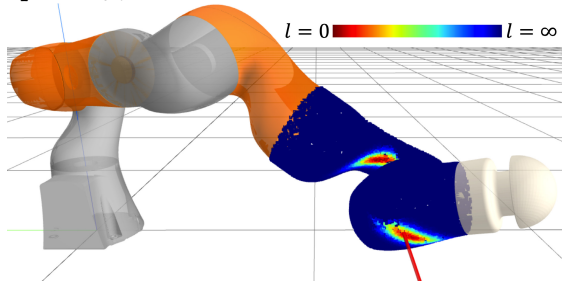 l = 0 l = ∞